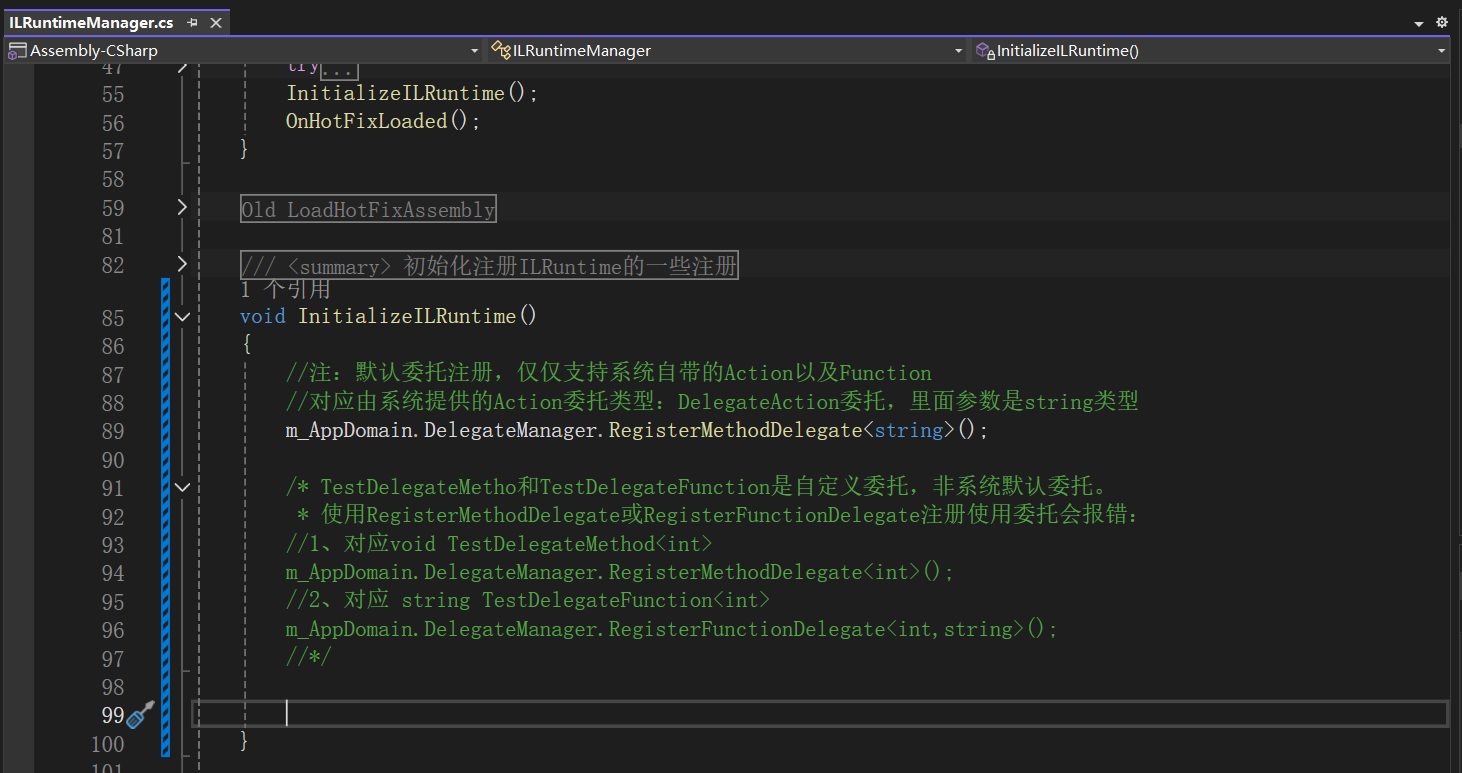 ILRuntimeManager.cs
Assembly-CSharp ILRuntimeManager InitializeILRuntime()
47 try...
55 InitializeILRuntime();
56 OnHotFixLoaded();
57 }
58
59 Old LoadHotFixAssembly
81
82 /// <summary> 初始化注册ILRuntime的一些注册
1 个引用
85 void InitializeILRuntime()
86 {
87 //注：默认委托注册，仅仅支持系统自带的Action以及Function
88 //对应由系统提供的Action委托类型：DelegateAction委托，里面参数是string类型
89 m_AppDomain.DelegateManager.RegisterMethodDelegate<string>();
90
91 /* TestDelegateMetho和TestDelegateFunction是自定义委托，非系统默认委托。
92 * 使用RegisterMethodDelegate或RegisterFunctionDelegate注册使用委托会报错：
93 //1、对应void TestDelegateMethod<int>
94 m_AppDomain.DelegateManager.RegisterMethodDelegate<int>();
95 //2、对应 string TestDelegateFunction<int>
96 m_AppDomain.DelegateManager.RegisterFunctionDelegate<int,string>();
97 //*/
98
99
100 }
101